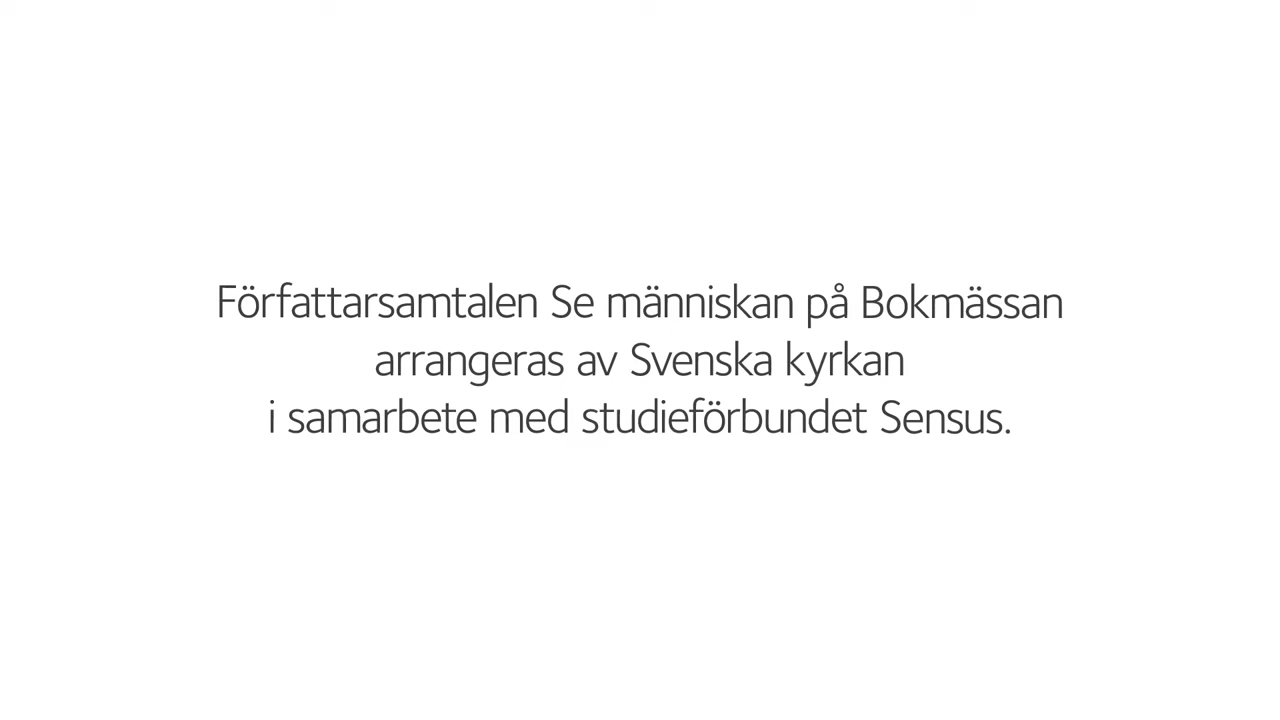 Författarsamtalen Se människan på Bokmässan
arrangeras av Svenska kyrkan
i samarbete med studieförbundet Sensus.